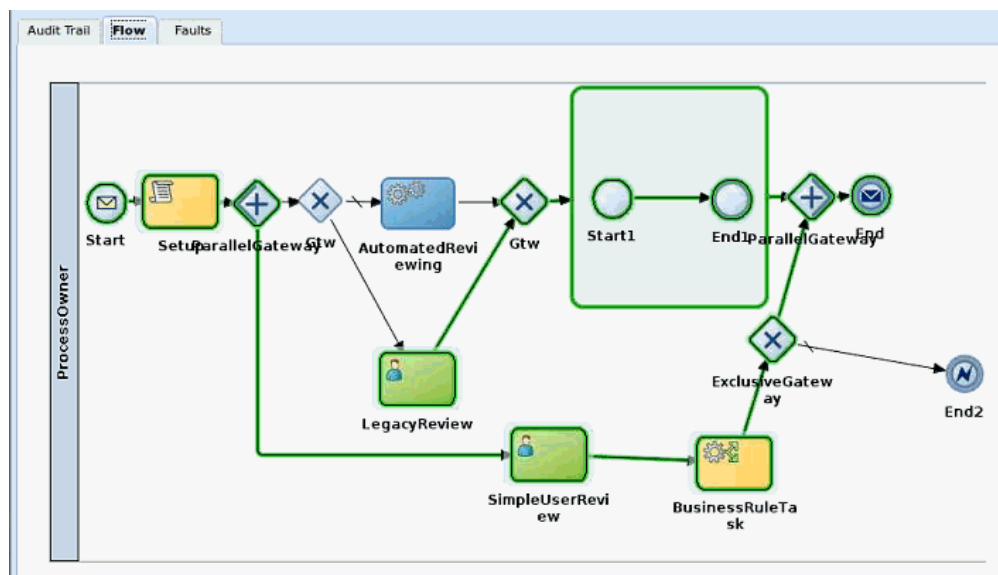 Audit Trail
Flow
Faults
ProcessOwner
Start
Setup
ParallelGateway
Gtw
AutomatedRevi
ewing
Gtw
Start1
End1
ParallelGateway
End
LegacyReview
ExclusiveGatew
ay
End2
SimpleUserRevi
ew
BusinessRuleTa
sk